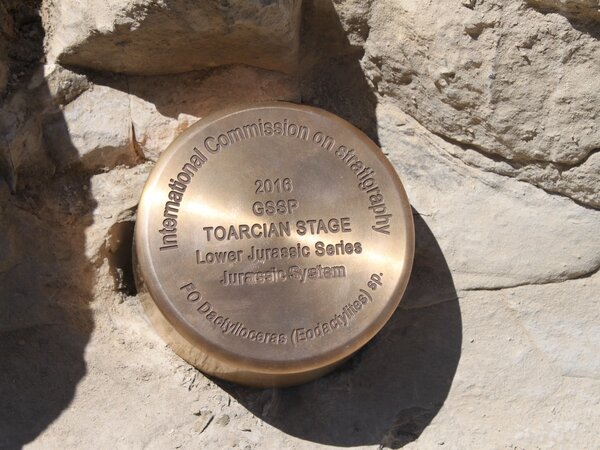 International Commission on stratigraphy
2016
GSSP
TOARCIAN STAGE
Lower Jurassic Series
Jurassic System
FO Dactylioceras (Eodactylites) sp.